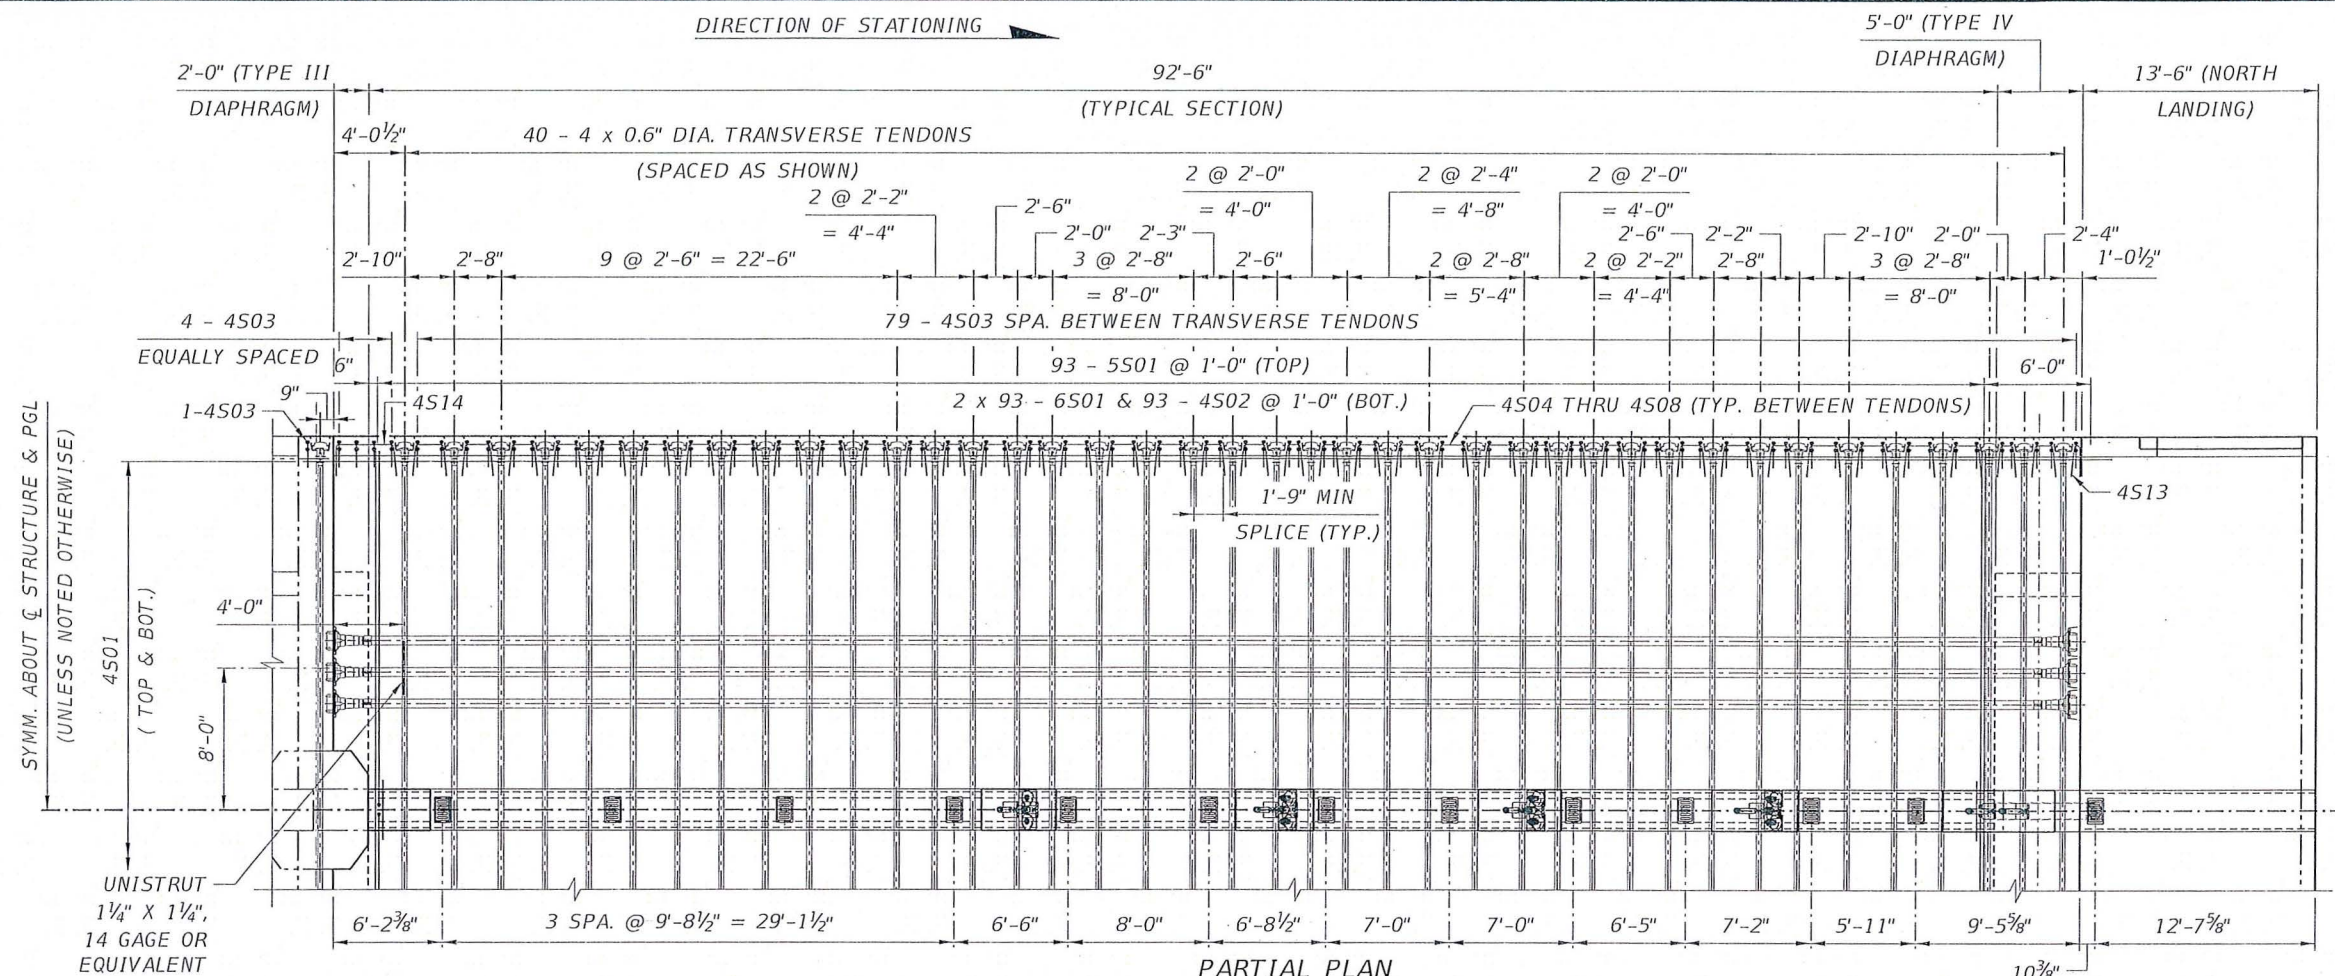 DIRECTION OF STATIONING
5'-0" (TYPE IV
DIAPHRAGM)
2'-0" (TYPE III
DIAPHRAGM)
92'-6"
(TYPICAL SECTION)
13'-6" (NORTH
LANDING)
4'-0½"
40 - 4 x 0.6" DIA. TRANSVERSE TENDONS
(SPACED AS SHOWN)
2 @ 2'-2"
= 4'-4"
2'-6"
2 @ 2'-0"
= 4'-0"
2 @ 2'-4"
= 4'-8"
2 @ 2'-0"
= 4'-0"
2'-0"
2'-3"
2'-6"
2'-2"
2'-10"
2'-0"
2'-4"
2'-10"
2'-8"
9 @ 2'-6" = 22'-6"
3 @ 2'-8"
= 8'-0"
2'-6"
2 @ 2'-8"
= 5'-4"
2 @ 2'-2"
= 4'-4"
2'-8"
3 @ 2'-8"
= 8'-0"
1'-0½"
4 - 4S03
EQUALLY SPACED
79 - 4S03 SPA. BETWEEN TRANSVERSE TENDONS
6"
93 - 5S01 @ 1'-0" (TOP)
6'-0"
9"
1-4S03
4S14
2 x 93 - 6S01 & 93 - 4S02 @ 1'-0" (BOT.)
4S04 THRU 4S08 (TYP. BETWEEN TENDONS)
1'-9" MIN
SPLICE (TYP.)
4S13
SYMM. ABOUT ℄ STRUCTURE & PGL
(UNLESS NOTED OTHERWISE)
4S01
( TOP & BOT.)
4'-0"
8'-0"
UNISTRUT
1¼" X 1¼",
14 GAGE OR
EQUIVALENT
6'-2⅜"
3 SPA. @ 9'-8½" = 29'-1½"
6'-6"
8'-0"
6'-8½"
7'-0"
7'-0"
6'-5"
7'-2"
5'-11"
9'-5⅝"
12'-7⅝"
10⅜"
PARTIAL PLAN